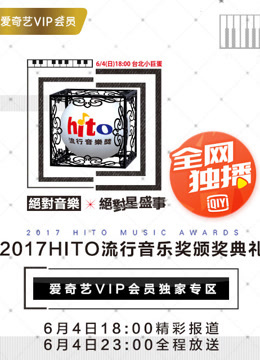 爱奇艺VIP会员
6/4(日)18:00 台北小巨蛋
hito
流行音樂獎
全网
独播
iQIYI
絕對音樂 × 絕對星盛事
2017 HITO MUSIC AWARDS
2017HITO流行音乐奖颁奖典礼
爱奇艺VIP会员独家专区
6月4日18:00精彩报道
6月4日23:00全程放送